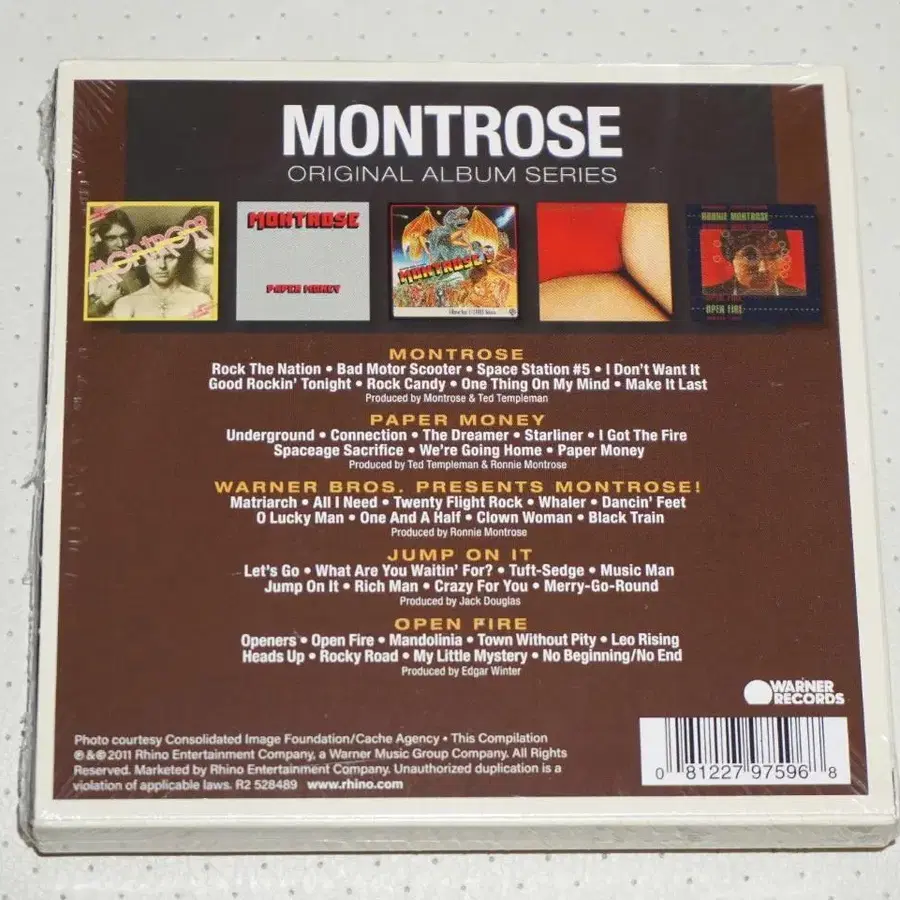 MONTROSE
ORIGINAL ALBUM SERIES
MONTROSE
MONTROSE
PAPER MONEY
MONTROSE!
RONNIE MONTROSE
OPEN FIRE
OPEN FIRE
MONTROSE
Rock The Nation • Bad Motor Scooter • Space Station #5 • I Don't Want It
Good Rockin' Tonight • Rock Candy • One Thing On My Mind • Make It Last
Produced by Montrose & Ted Templeman
PAPER MONEY
Underground • Connection • The Dreamer • Starliner • I Got The Fire
Spaceage Sacrifice • We're Going Home • Paper Money
Produced by Ted Templeman & Ronnie Montrose
WARNER BROS. PRESENTS MONTROSE!
Matriarch • All I Need • Twenty Flight Rock • Whaler • Dancin' Feet
O Lucky Man • One And A Half • Clown Woman • Black Train
Produced by Ronnie Montrose
JUMP ON IT
Let's Go • What Are You Waitin' For? • Tuft-Sedge • Music Man
Jump On It • Rich Man • Crazy For You • Merry-Go-Round
Produced by Jack Douglas
OPEN FIRE
Openers • Open Fire • Mandolinia • Town Without Pity • Leo Rising
Heads Up • Rocky Road • My Little Mystery • No Beginning/No End
Produced by Edgar Winter
WARNER
RECORDS
Photo courtesy Consolidated Image Foundation/Cache Agency • This Compilation
℗ & © 2011 Rhino Entertainment Company, a Warner Music Group Company. All Rights
Reserved. Marketed by Rhino Entertainment Company. Unauthorized duplication is a
violation of applicable laws. R2 528489 www.rhino.com
0 81227 97596 8